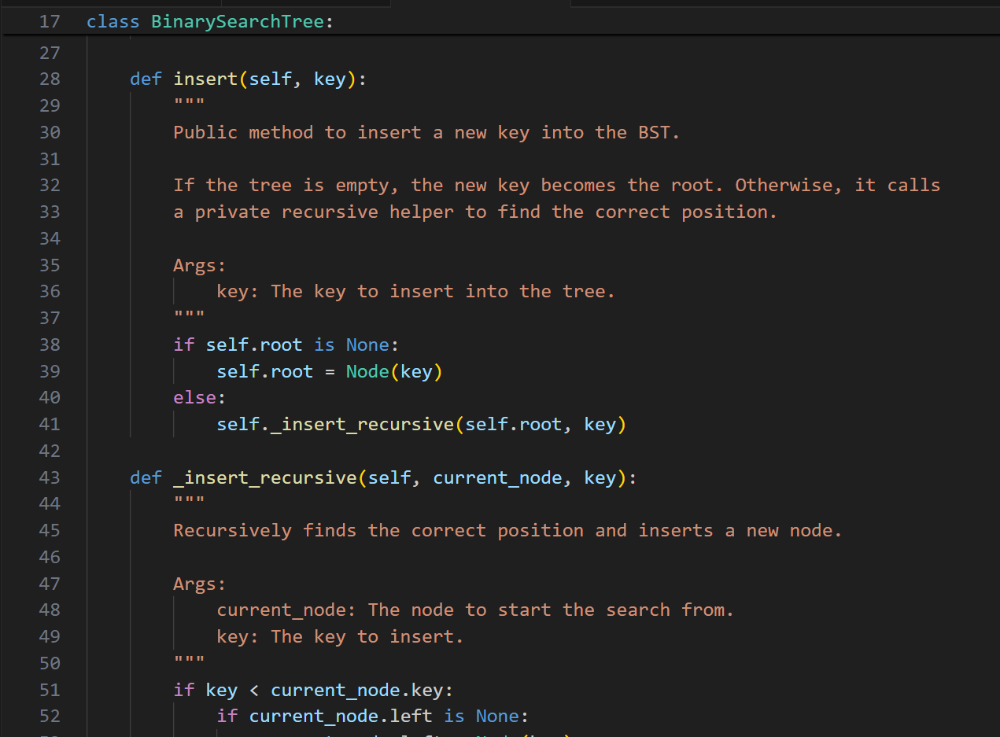 17 class BinarySearchTree:
27
28 def insert(self, key):
29 """
30 Public method to insert a new key into the BST.
31
32 If the tree is empty, the new key becomes the root. Otherwise, it calls
33 a private recursive helper to find the correct position.
34
35 Args:
36 key: The key to insert into the tree.
37 """
38 if self.root is None:
39 self.root = Node(key)
40 else:
41 self._insert_recursive(self.root, key)
42
43 def _insert_recursive(self, current_node, key):
44 """
45 Recursively finds the correct position and inserts a new node.
46
47 Args:
48 current_node: The node to start the search from.
49 key: The key to insert.
50 """
51 if key < current_node.key:
52 if current_node.left is None: